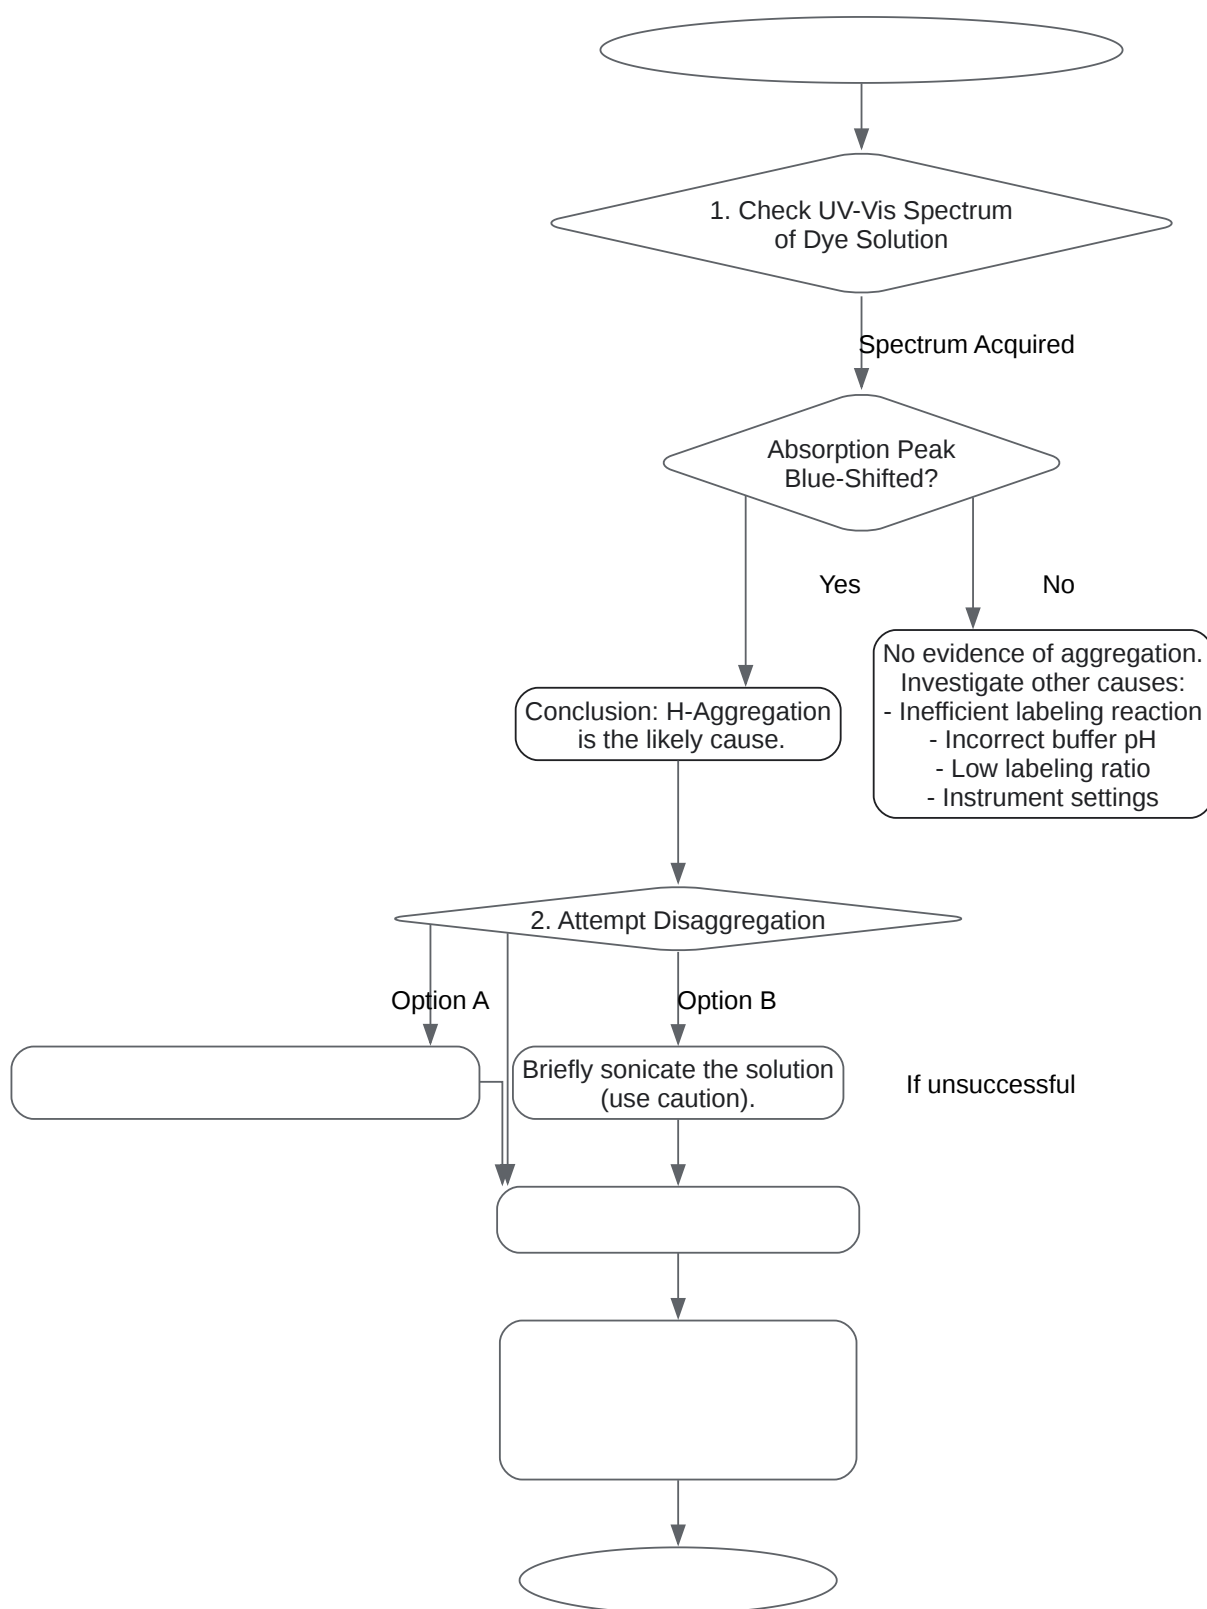 1. Check UV-Vis Spectrum
of Dye Solution
Spectrum Acquired
Absorption Peak
Blue-Shifted?
Yes
No
No evidence of aggregation.
Investigate other causes:
- Inefficient labeling reaction
- Incorrect buffer pH
- Low labeling ratio
- Instrument settings
Conclusion: H-Aggregation
is the likely cause.
2. Attempt Disaggregation
Option A
Option B
Briefly sonicate the solution
(use caution).
If unsuccessful